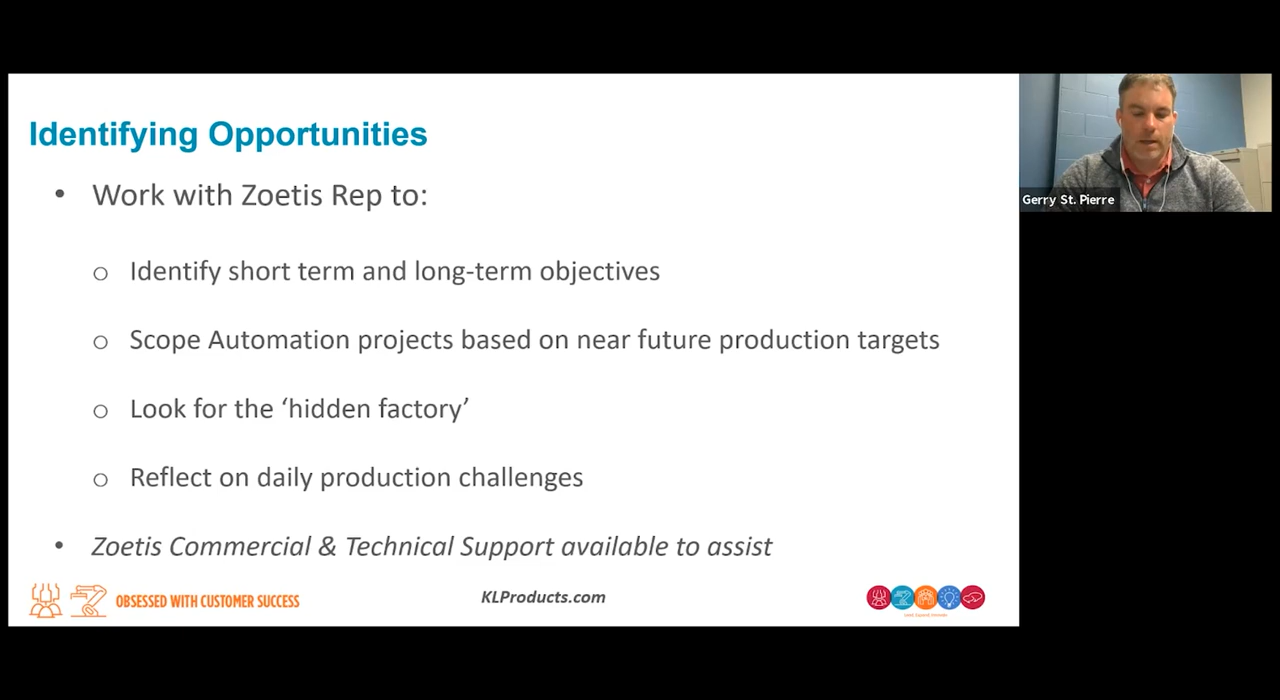 Identifying Opportunities
• Work with Zoetis Rep to:
o Identify short term and long-term objectives
o Scope Automation projects based on near future production targets
o Look for the ‘hidden factory’
o Reflect on daily production challenges
• Zoetis Commercial & Technical Support available to assist
OBSESSED WITH CUSTOMER SUCCESS
KLProducts.com
Gerry St. Pierre